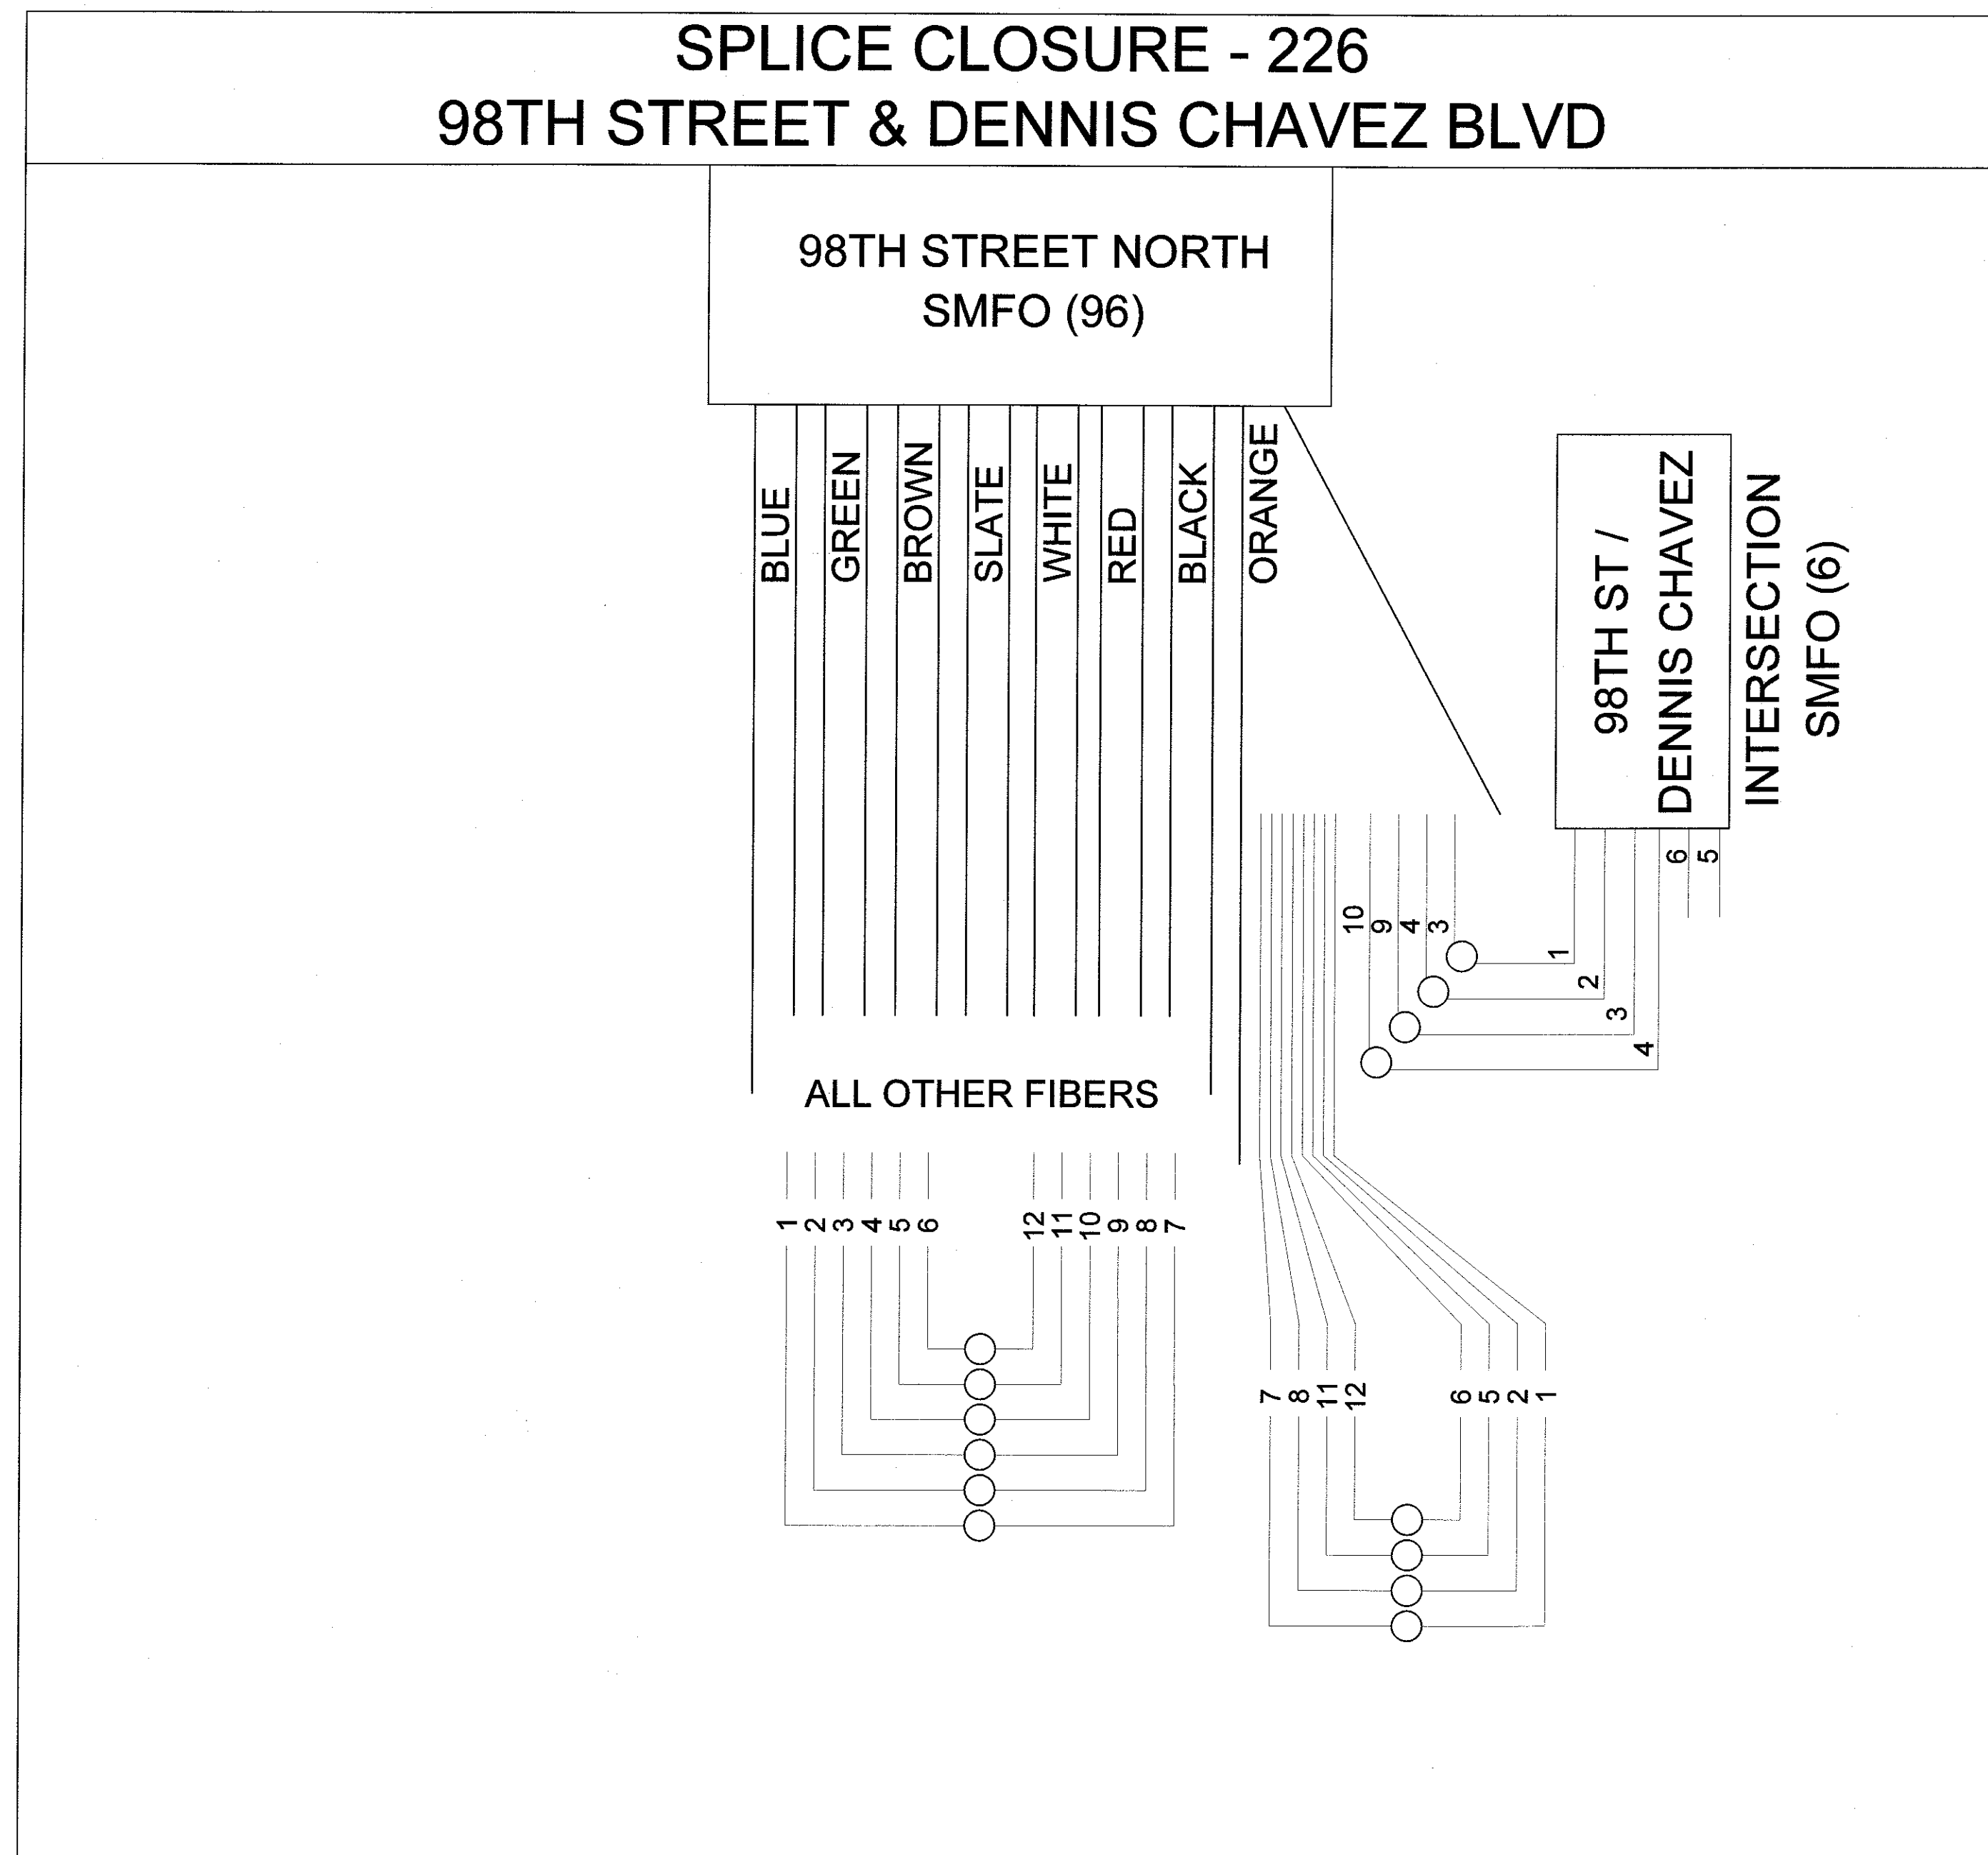 SPLICE CLOSURE - 226
98TH STREET & DENNIS CHAVEZ BLVD
98TH STREET NORTH
SMFO (96)
BLUE
GREEN
BROWN
SLATE
WHITE
RED
BLACK
ORANGE
98TH ST /
DENNIS CHAVEZ
INTERSECTION
SMFO (6)
6
5
10
9
4
3
1
2
3
4
ALL OTHER FIBERS
1
2
3
4
5
6
12
11
10
9
8
7
7
8
11
12
6
5
2
1